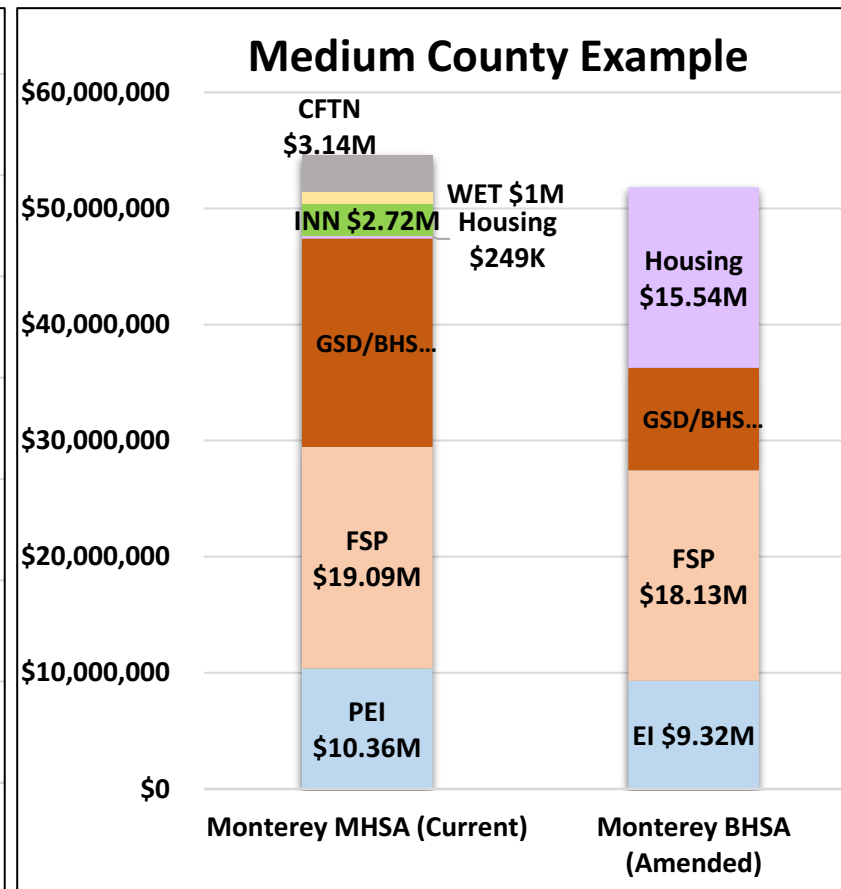 Medium County Example
$60,000,000
$50,000,000
$40,000,000
$30,000,000
$20,000,000
$10,000,000
$0
CFTN
$3.14M
WET $1M
INN $2.72M
Housing
$249K
GSD/BHS...
FSP
$19.09M
PEI
$10.36M
Housing
$15.54M
GSD/BHS...
FSP
$18.13M
EI $9.32M
Monterey MHSA (Current)
Monterey BHSA
(Amended)